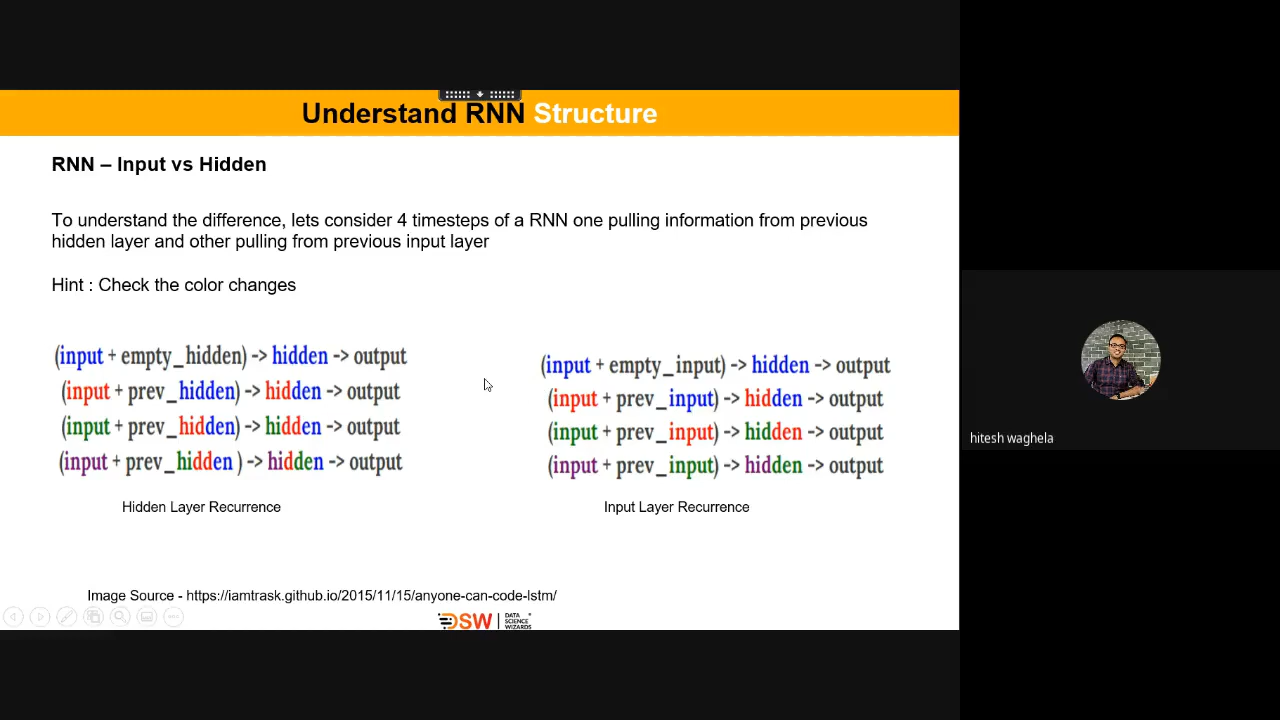 Understand RNN Structure
RNN – Input vs Hidden
To understand the difference, lets consider 4 timesteps of a RNN one pulling information from previous
hidden layer and other pulling from previous input layer
Hint : Check the color changes
(input + empty_hidden) -> hidden -> output
(input + prev_hidden) -> hidden -> output
(input + prev_hidden) -> hidden -> output
(input + prev_hidden ) -> hidden -> output
Hidden Layer Recurrence
(input + empty_input) -> hidden -> output
(input + prev_input) -> hidden -> output
(input + prev_input) -> hidden -> output
(input + prev_input) -> hidden -> output
Input Layer Recurrence
Image Source - https://iamtrask.github.io/2015/11/15/anyone-can-code-lstm/
DSW
DATA
SCIENCE
WIZARDS
hitesh waghela